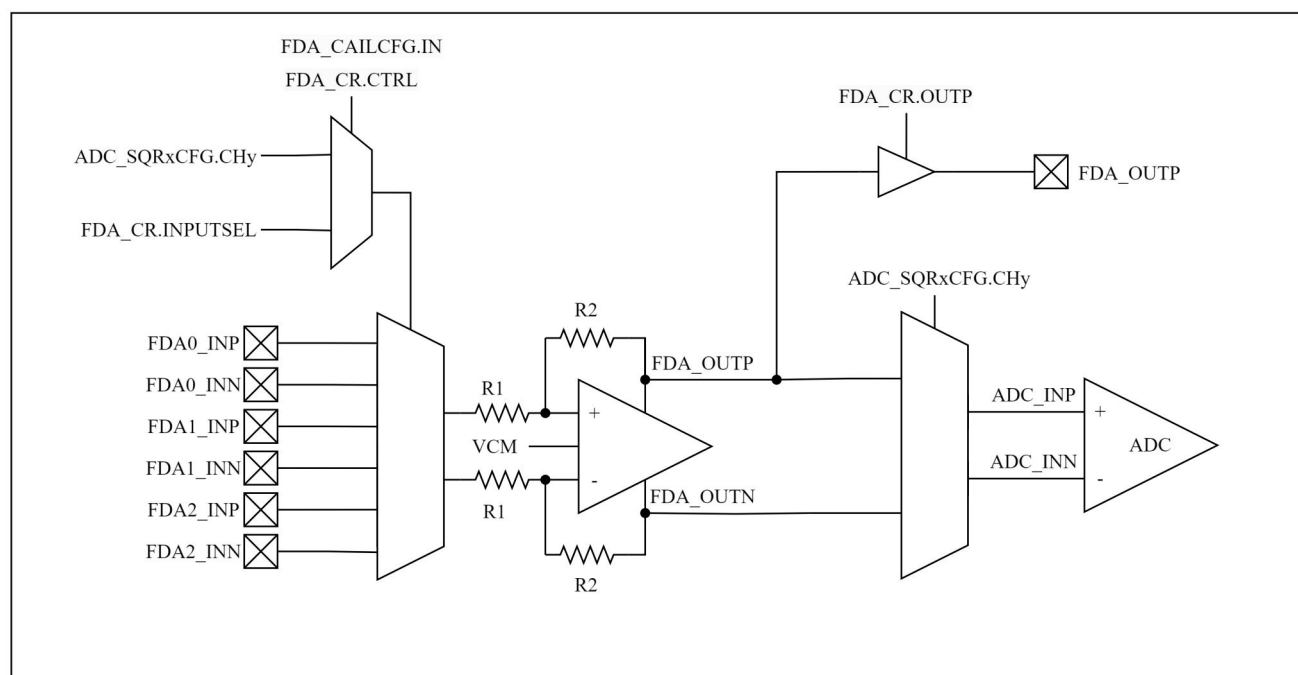 FDA_CAILCFG.IN
FDA_CR.CTRL
FDA_CR.OUTP
ADC_SQRxCFG.CHy
FDA_OUTP
FDA_CR.INPUTSEL
ADC_SQRxCFG.CHy
R2
FDA0_INP
FDA_OUTP
FDA0_INN
R1
ADC_INP
FDA1_INP
+
+
VCM
ADC
FDA1_INN
ADC_INN
-
-
FDA_OUTN
FDA2_INP
R1
FDA2_INN
R2